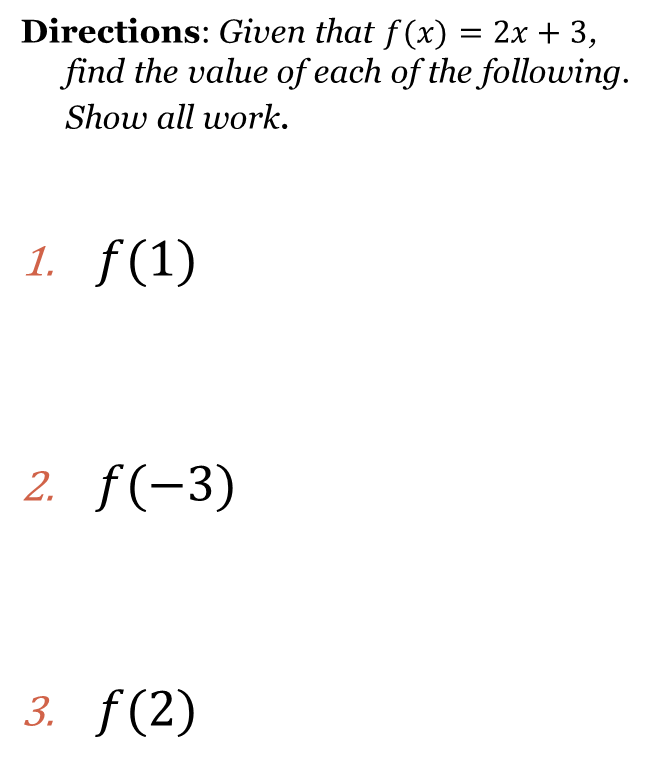 Directions: Given that f(x) = 2x + 3,
find the value of each of the following.
Show all work.
1. f(1)
2. f(−3)
3. f(2)